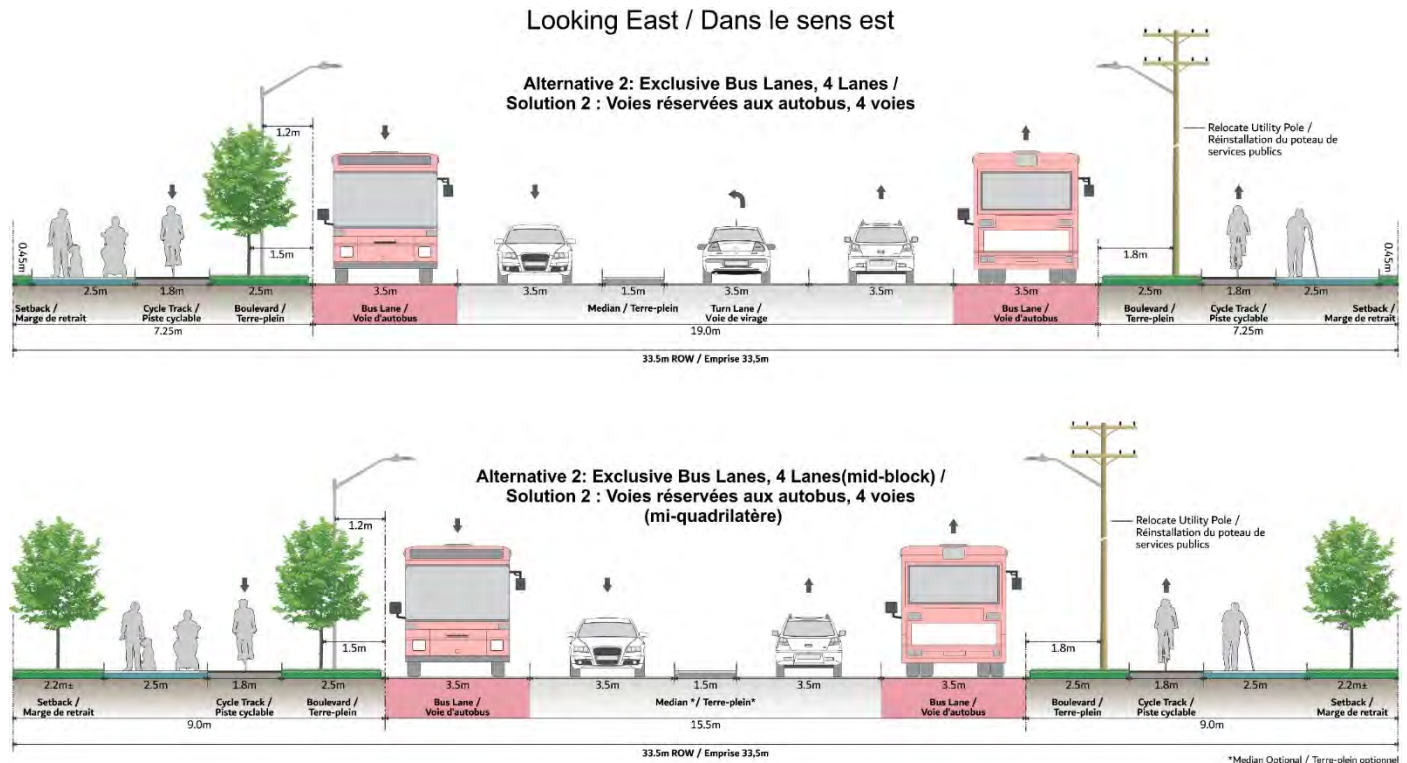 Looking East / Dans le sens est
Alternative 2: Exclusive Bus Lanes, 4 Lanes /
Solution 2 : Voies réservées aux autobus, 4 voies
Relocate Utility Pole /
Réinstallation du poteau de
services publics
1.2m
1.5m
1.8m
0.45m
0.45m
2.5m
1.8m
2.5m
3.5m
3.5m
1.5m
3.5m
3.5m
3.5m
2.5m
1.8m
2.5m
Setback /
Marge de retrait
Cycle Track /
Piste cyclable
Boulevard /
Terre-plein
Bus Lane /
Voie d'autobus
Median / Terre-plein
Turn Lane /
Voie de virage
Bus Lane /
Voie d'autobus
Boulevard /
Terre-plein
Cycle Track /
Piste cyclable
Setback /
Marge de retrait
7.25m
19.0m
7.25m
33.5m ROW / Emprise 33,5m
Alternative 2: Exclusive Bus Lanes, 4 Lanes(mid-block) /
Solution 2 : Voies réservées aux autobus, 4 voies
(mi-quadrilatère)
Relocate Utility Pole /
Réinstallation du poteau de
services publics
1.2m
1.5m
1.8m
2.2m±
2.5m
1.8m
2.5m
3.5m
3.5m
1.5m
3.5m
3.5m
2.5m
1.8m
2.5m
2.2m±
Setback /
Marge de retrait
Cycle Track /
Piste cyclable
Boulevard /
Terre-plein
Bus Lane /
Voie d'autobus
Median */ Terre-plein*
Bus Lane /
Voie d'autobus
Boulevard /
Terre-plein
Cycle Track /
Piste cyclable
Setback /
Marge de retrait
9.0m
15.5m
9.0m
33.5m ROW / Emprise 33,5m
*Median Optional / Terre-plein optionnel